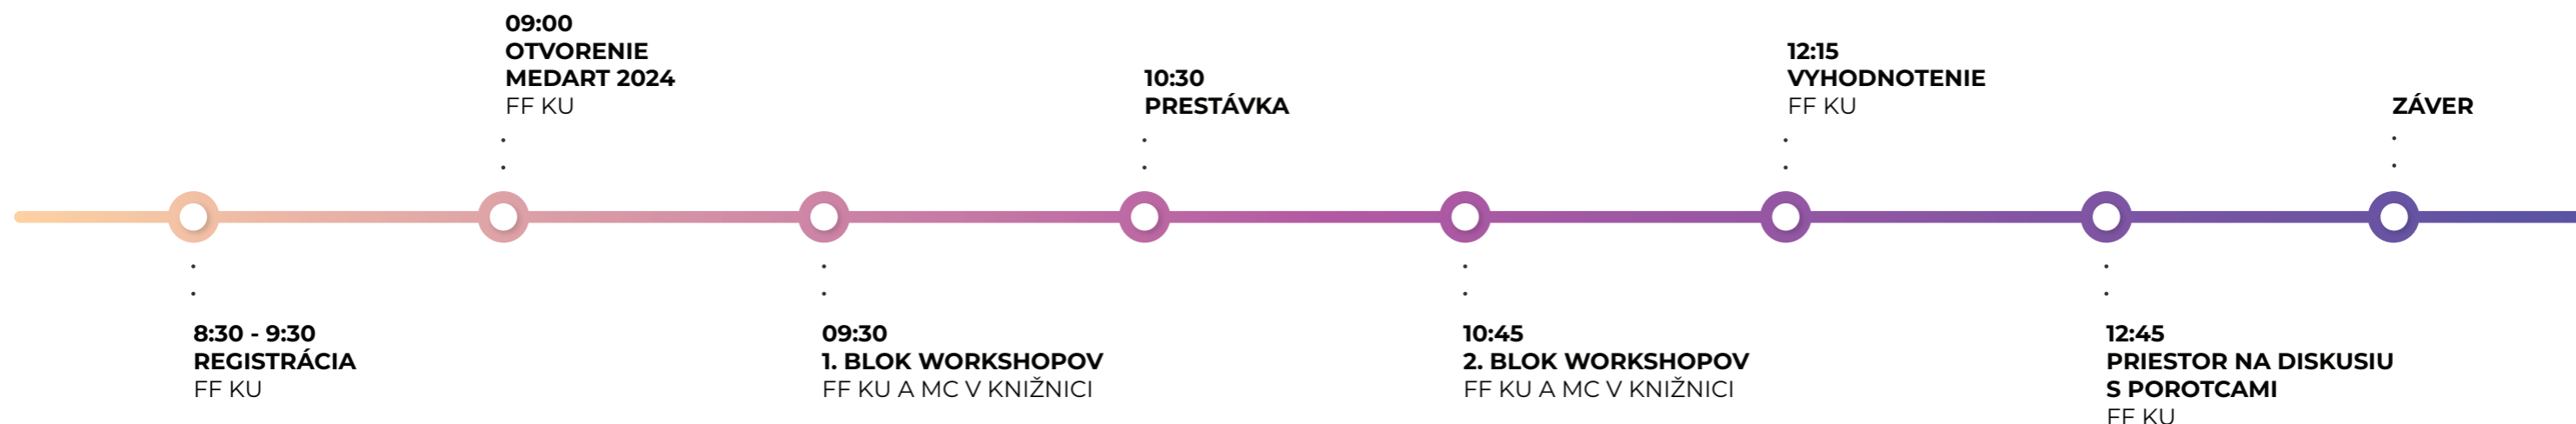 8:30 - 9:30
REGISTRÁCIA
FF KU
09:00
OTVORENIE
MEDART 2024
FF KU
09:30
1. BLOK WORKSHOPOV
FF KU A MC V KNIŽNICI
10:30
PRESTÁVKA
10:45
2. BLOK WORKSHOPOV
FF KU A MC V KNIŽNICI
12:15
VYHODNOTENIE
FF KU
12:45
PRIESTOR NA DISKUSIU
S POROTCAMI
FF KU
ZÁVER